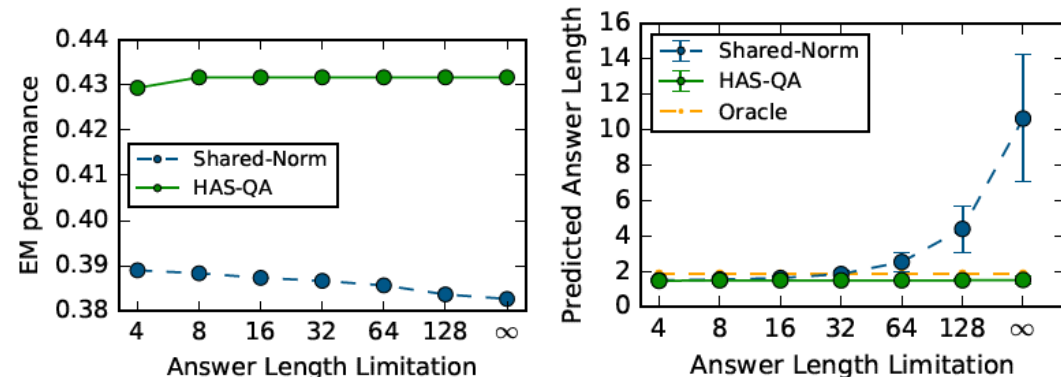 EM performance
0.44
0.43
0.42
0.41
0.40
0.39
0.38
Shared-Norm
HAS-QA
4 8 16 32 64 128 ∞
Answer Length Limitation
Predicted Answer Length
16
14
12
10
8
6
4
2
0
Shared-Norm
HAS-QA
Oracle
4 8 16 32 64 128 ∞
Answer Length Limitation